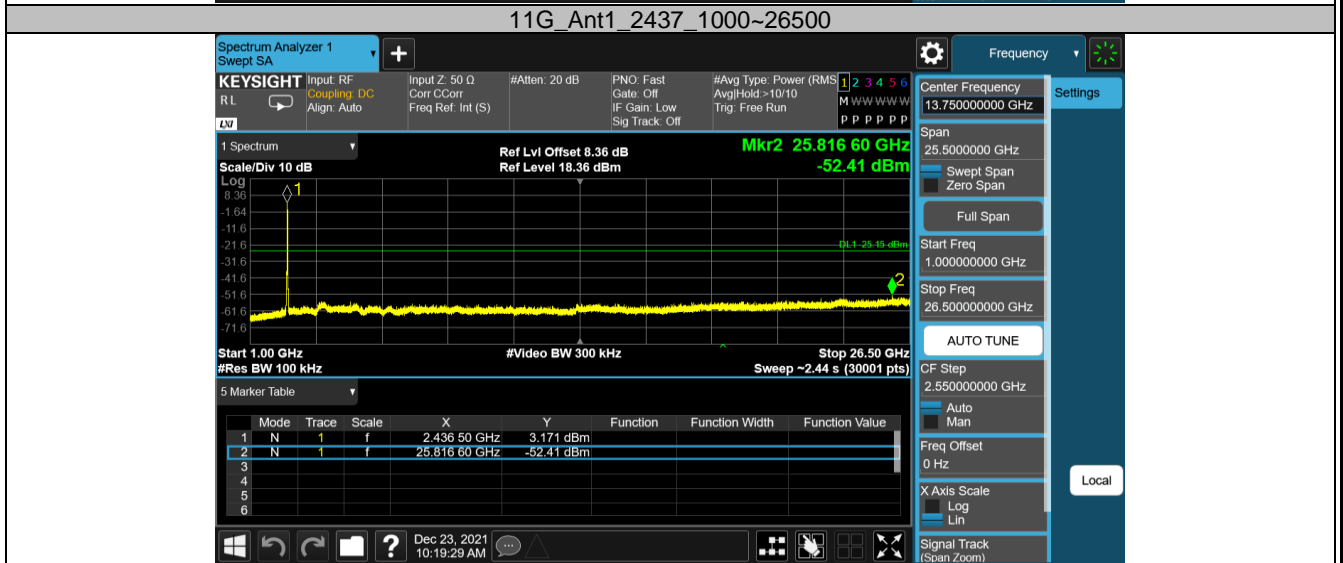 11G_Ant1_2437_1000~26500
Spectrum Analyzer 1
Swept SA
+
Frequency
KEYSIGHT
RL
LXI
Input: RF
Coupling: DC
Align: Auto
Input Z: 50 Ω
Corr CCorr
Freq Ref: Int (S)
#Atten: 20 dB
PNO: Fast
Gate: Off
IF Gain: Low
Sig Track: Off
#Avg Type: Power (RMS
Avg|Hold:>10/10
Trig: Free Run
1 2 3 4 5 6
M W W W W W
P P P P P P
1 Spectrum
Scale/Div 10 dB
Ref Lvl Offset 8.36 dB
Ref Level 18.36 dBm
Mkr2 25.816 60 GHz
-52.41 dBm
Log
8.36
-1.64
-11.6
-21.6
-31.6
-41.6
-51.6
-61.6
-71.6
1
DL1 -25.15 dBm
2
Start 1.00 GHz
#Res BW 100 kHz
#Video BW 300 kHz
Stop 26.50 GHz
Sweep ~2.44 s (30001 pts)
5 Marker Table
Mode Trace Scale X Y Function Function Width Function Value
1 N 1 f 2.436 50 GHz 3.171 dBm
2 N 1 f 25.816 60 GHz -52.41 dBm
3
4
5
6
?
Dec 23, 2021
10:19:29 AM
Center Frequency
13.750000000 GHz
Settings
Span
25.5000000 GHz
Swept Span
Zero Span
Full Span
Start Freq
1.000000000 GHz
Stop Freq
26.500000000 GHz
AUTO TUNE
CF Step
2.550000000 GHz
Auto
Man
Freq Offset
0 Hz
Local
X Axis Scale
Log
Lin
Signal Track
(Span Zoom)